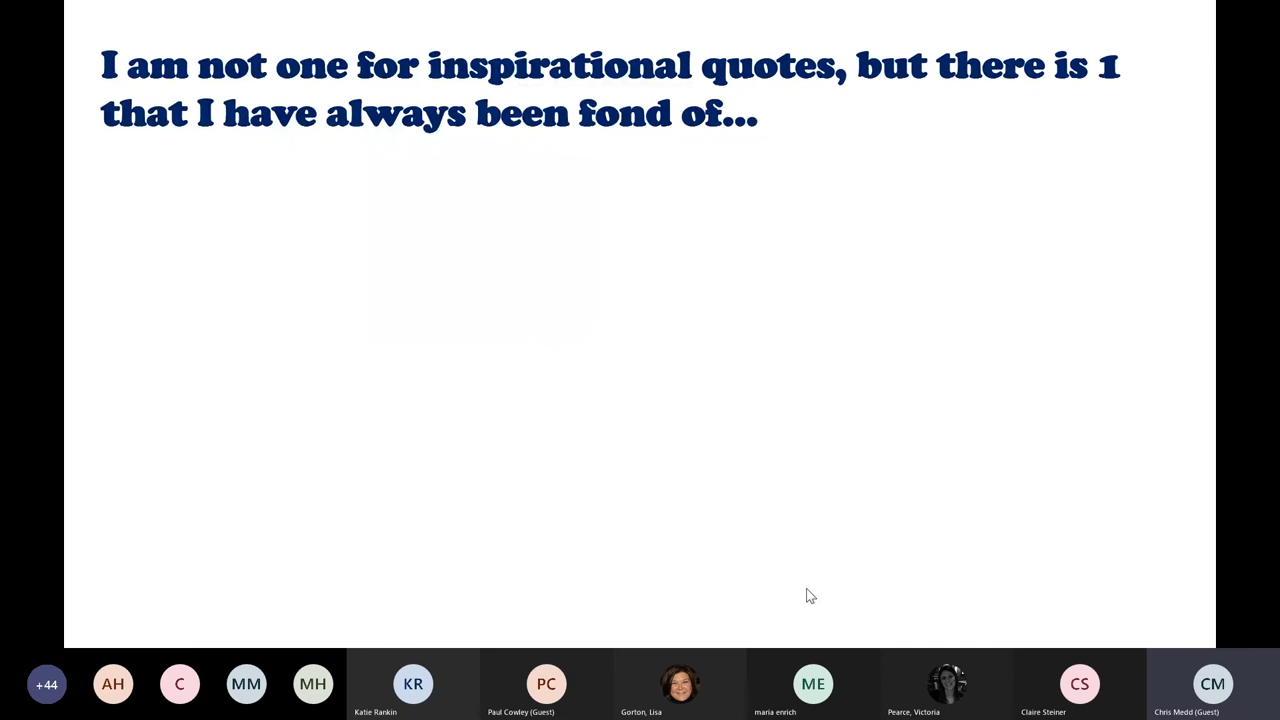 I am not one for inspirational quotes, but there is 1
that I have always been fond of...
+44
AH
C
MM
MH
KR
PC
ME
CS
CM
Katie Rankin
Paul Cowley (Guest)
Gorton, Lisa
maria enrich
Pearce, Victoria
Claire Steiner
Chris Medd (Guest)